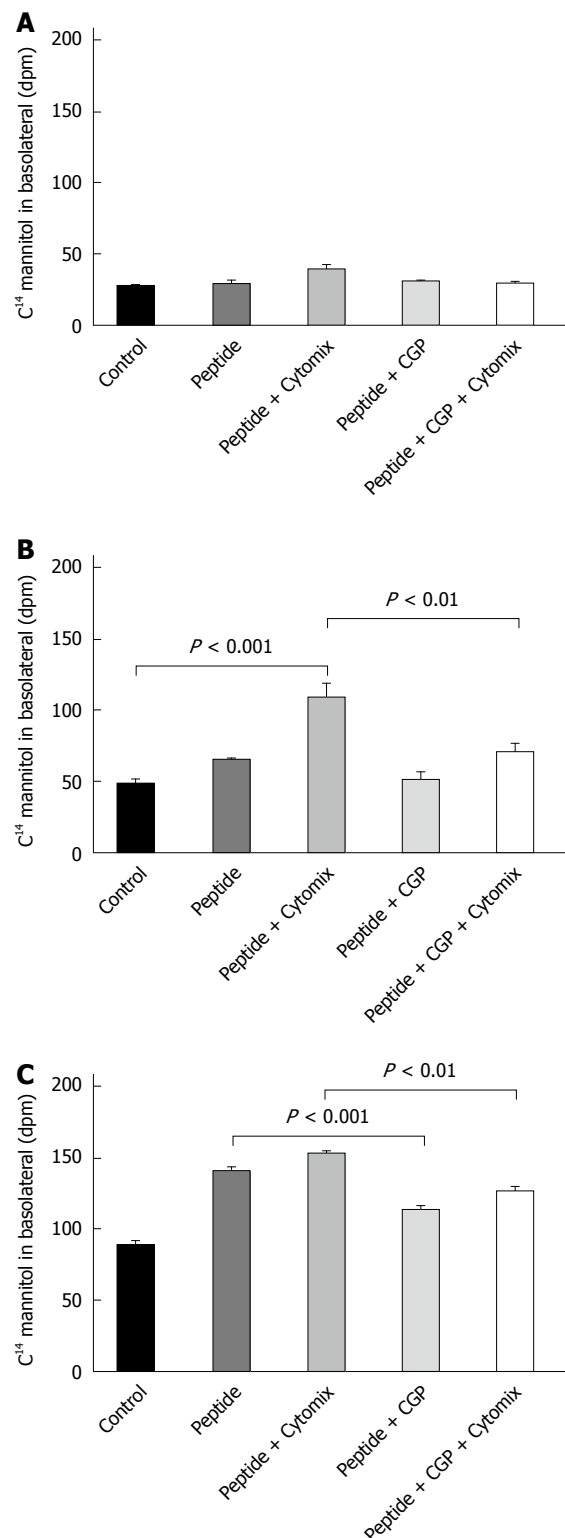 A
C¹⁴ mannitol in basolateral (dpm)
200
150
100
50
0
Control
Peptide
Peptide + Cytomix
Peptide + CGP
Peptide + CGP + Cytomix
B
C¹⁴ mannitol in basolateral (dpm)
200
150
100
50
0
P < 0.01
P < 0.001
Control
Peptide
Peptide + Cytomix
Peptide + CGP
Peptide + CGP + Cytomix
C
C¹⁴ mannitol in basolateral (dpm)
200
150
100
50
0
P < 0.01
P < 0.001
Control
Peptide
Peptide + Cytomix
Peptide + CGP
Peptide + CGP + Cytomix